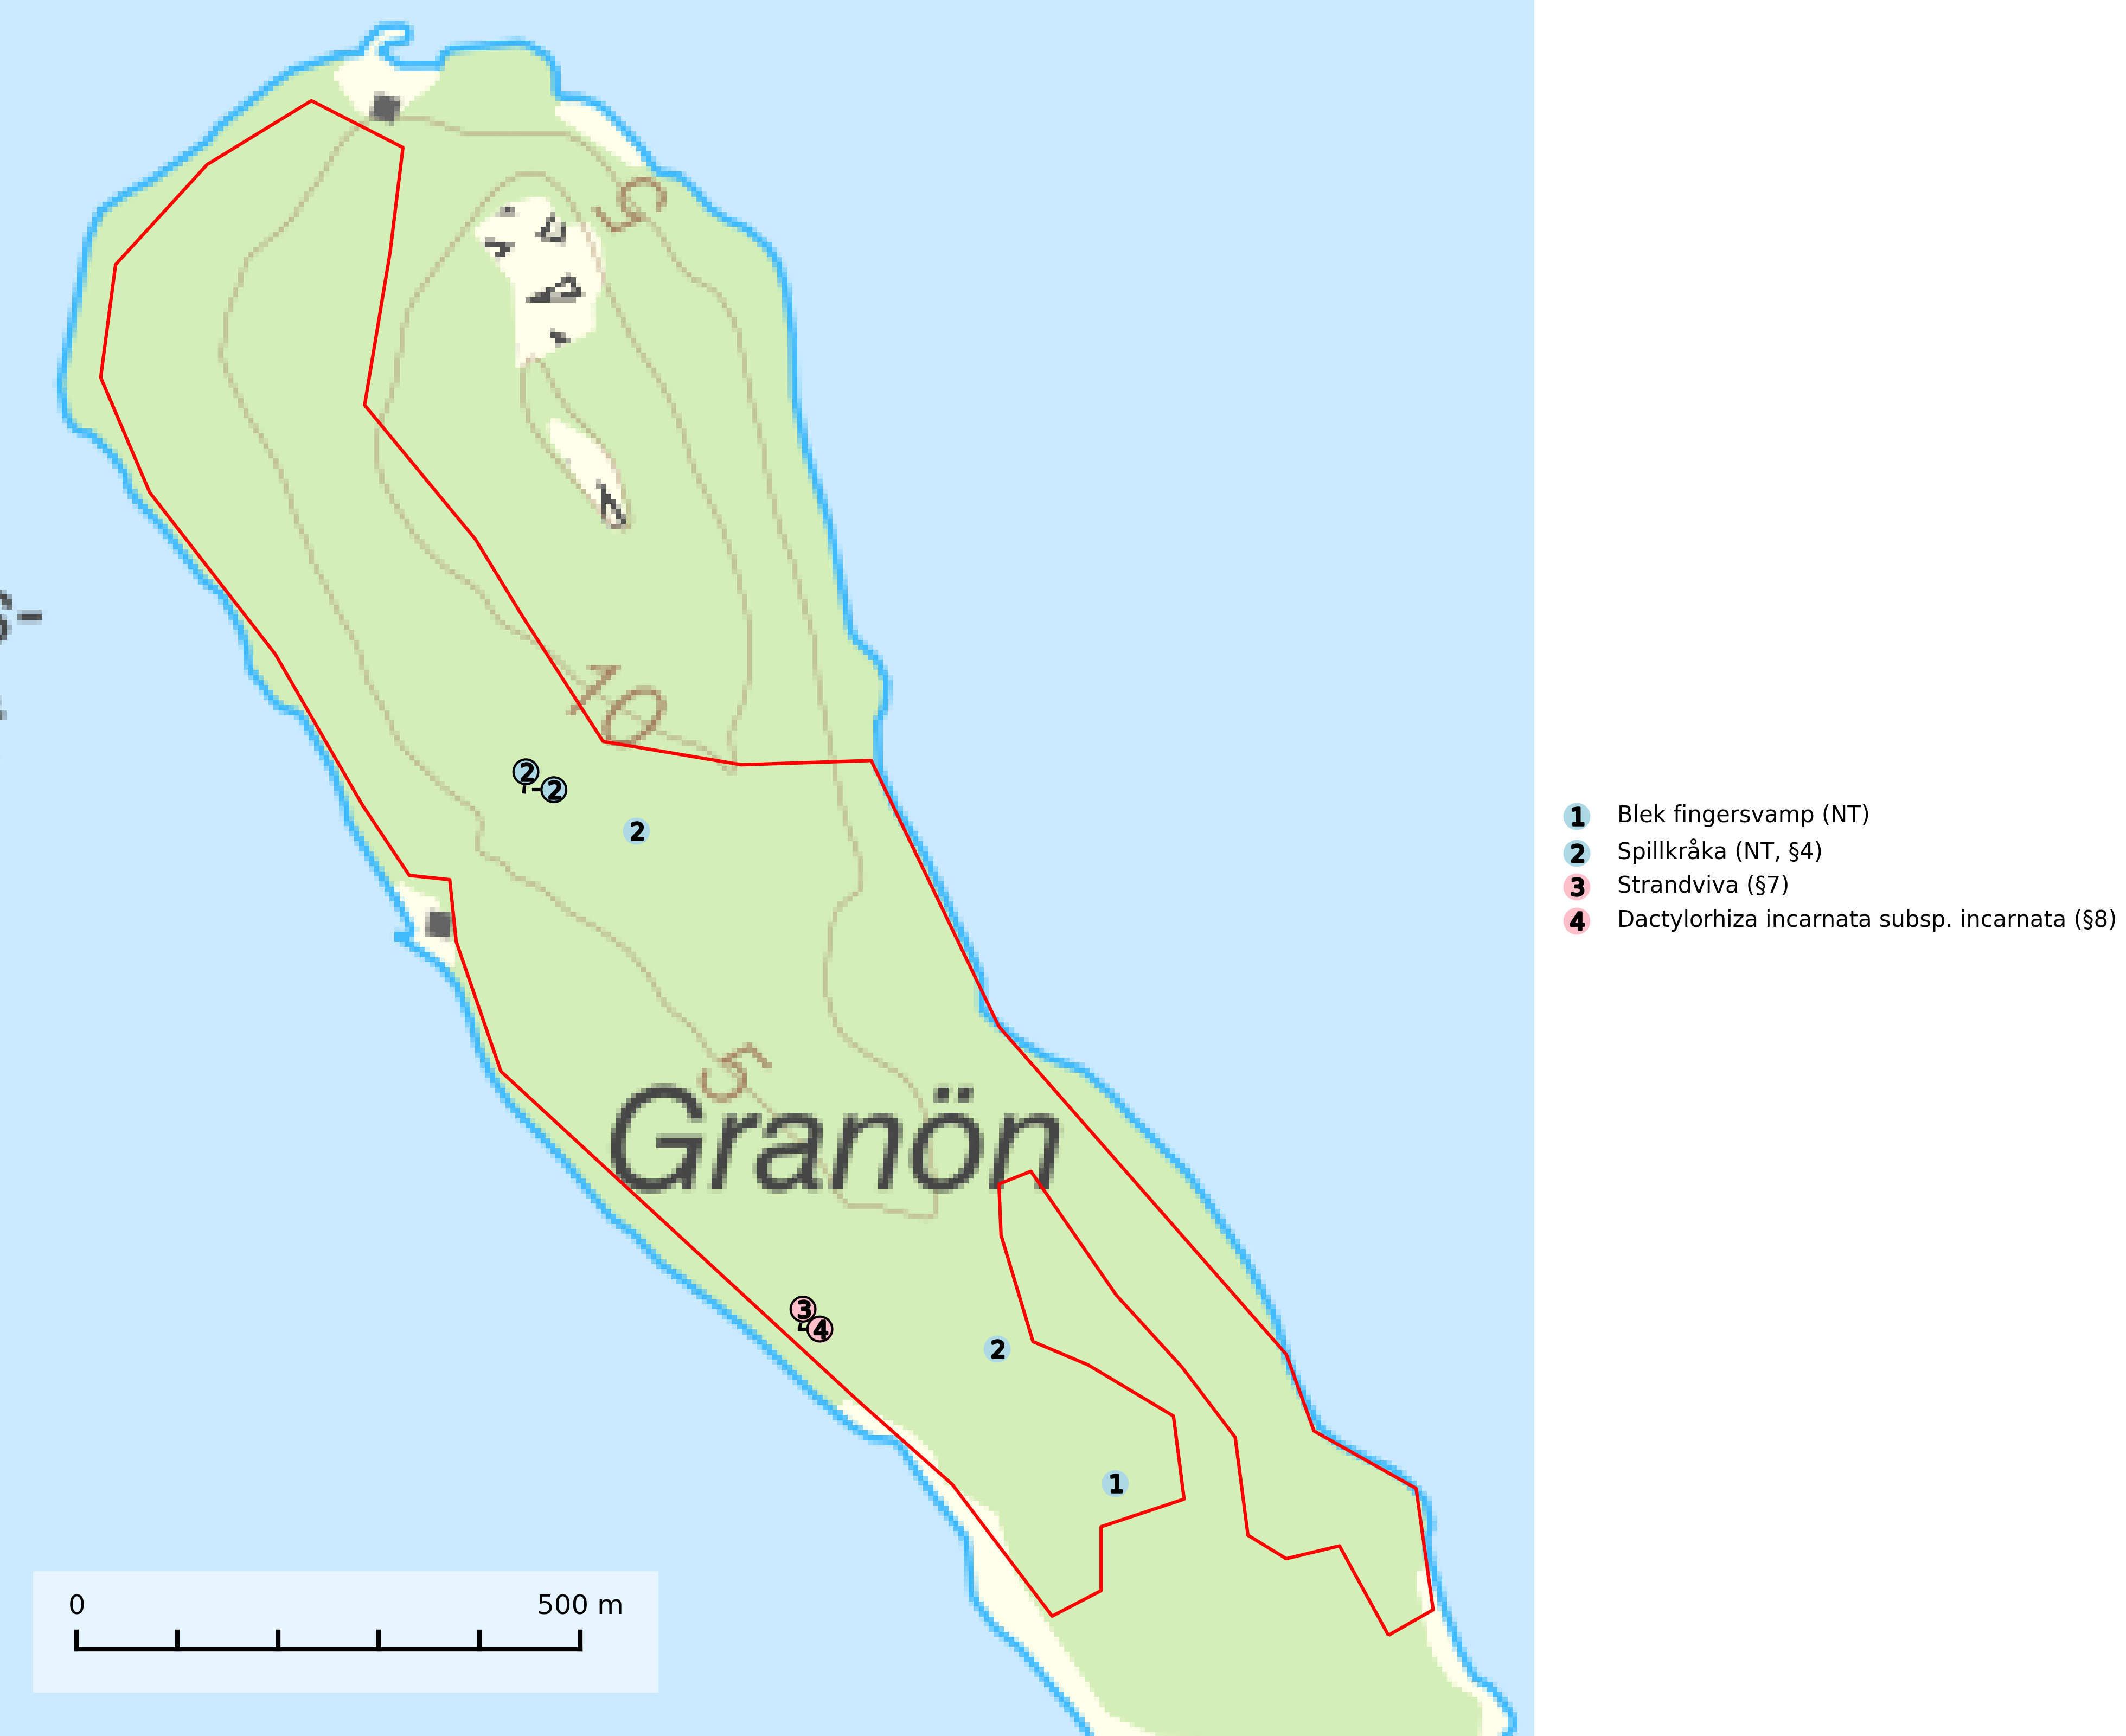 5
10
2
2
2
1 Blek fingersvamp (NT)
2 Spillkråka (NT, §4)
3 Strandviva (§7)
4 Dactylorhiza incarnata subsp. incarnata (§8)
5
Granön
3
4
2
1
0 500 m